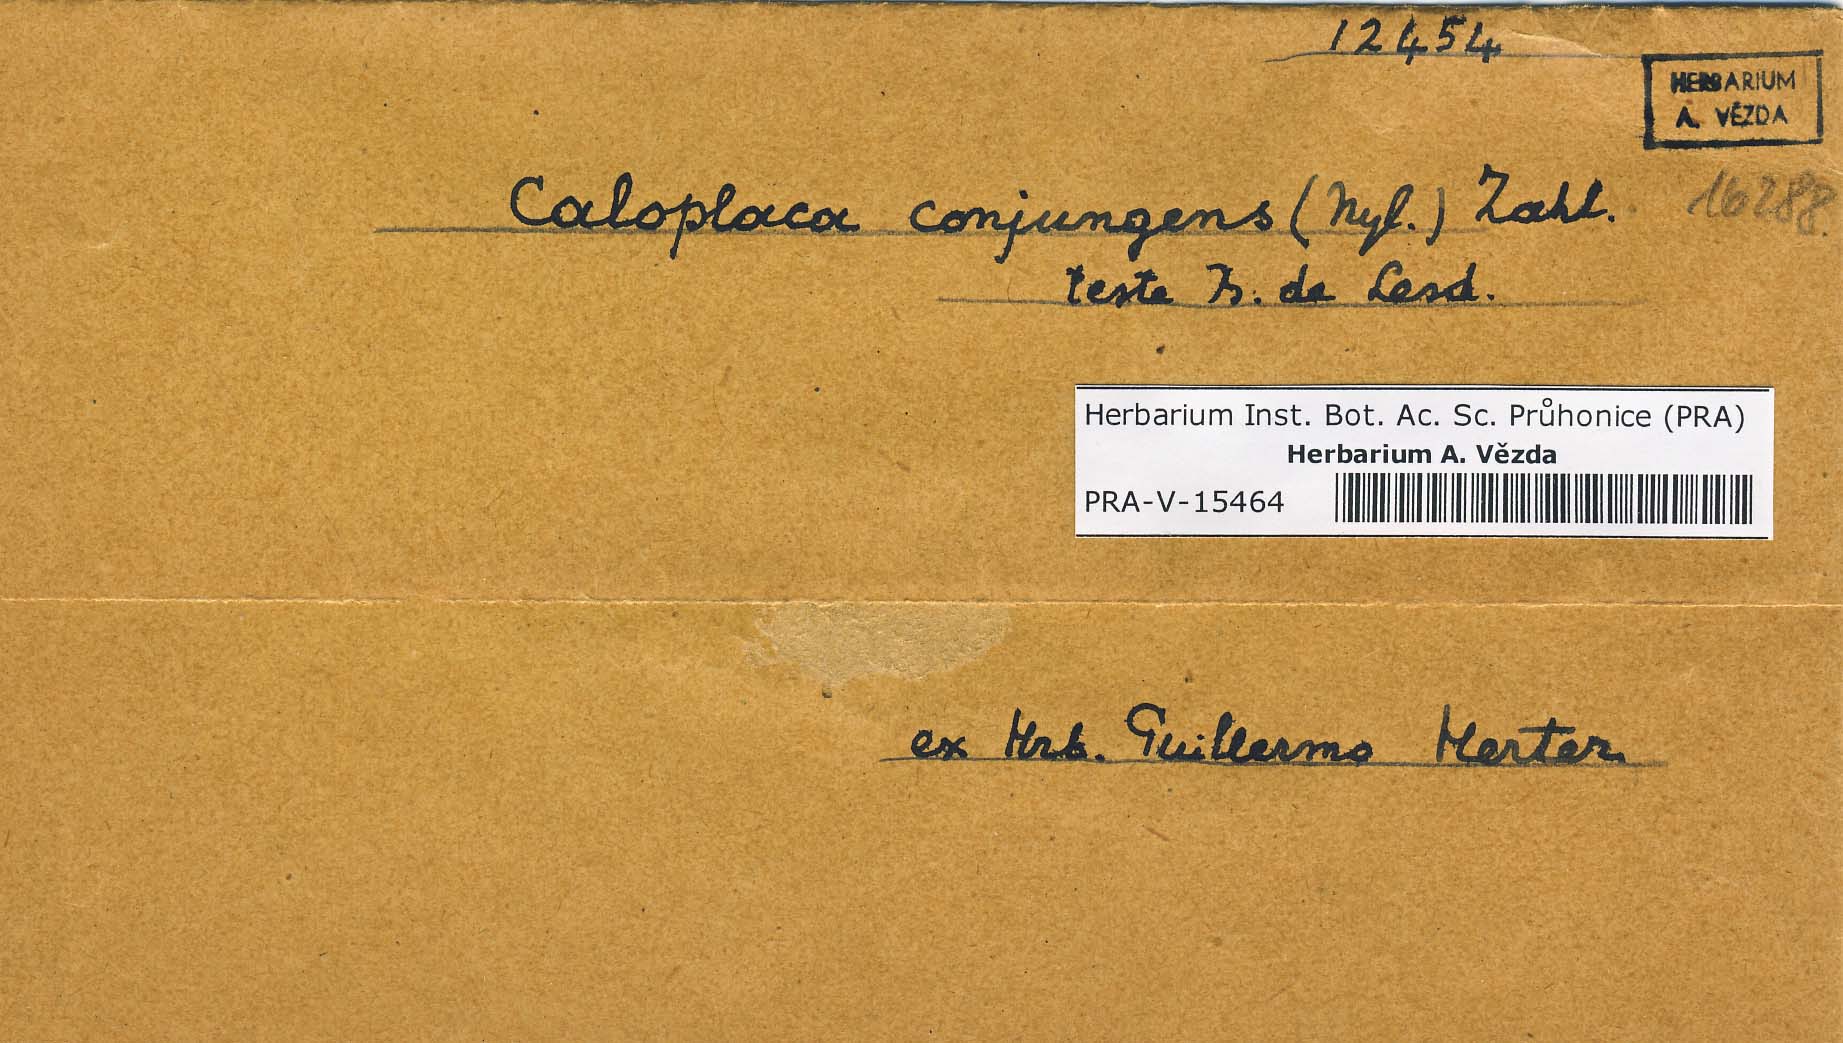 12454
HERBARIUM
A. VĚZDA
Caloplaca conjungens (Nyl.) Zahl.
16288
teste B. de Lesd.
Herbarium Inst. Bot. Ac. Sc. Průhonice (PRA)
Herbarium A. Vězda
PRA-V-15464
ex Hrb. Guillermo Herter